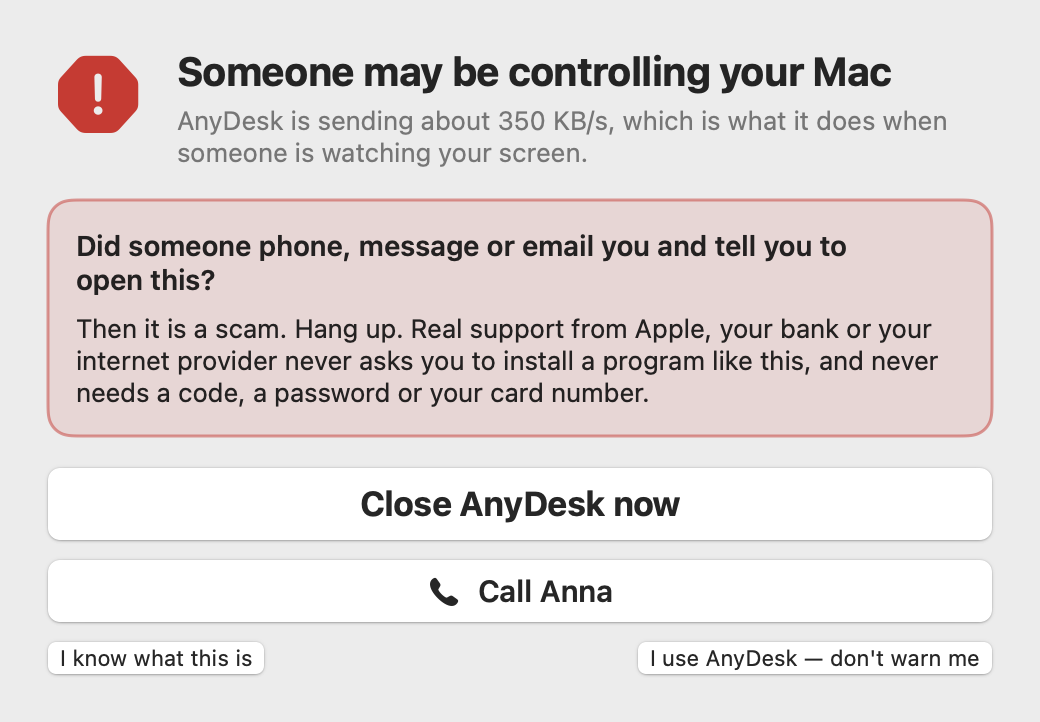 Someone may be controlling your Mac
AnyDesk is sending about 350 KB/s, which is what it does when
someone is watching your screen.
Did someone phone, message or email you and tell you to
open this?
Then it is a scam. Hang up. Real support from Apple, your bank or your
internet provider never asks you to install a program like this, and never
needs a code, a password or your card number.
Close AnyDesk now
Call Anna
I know what this is
I use AnyDesk — don't warn me